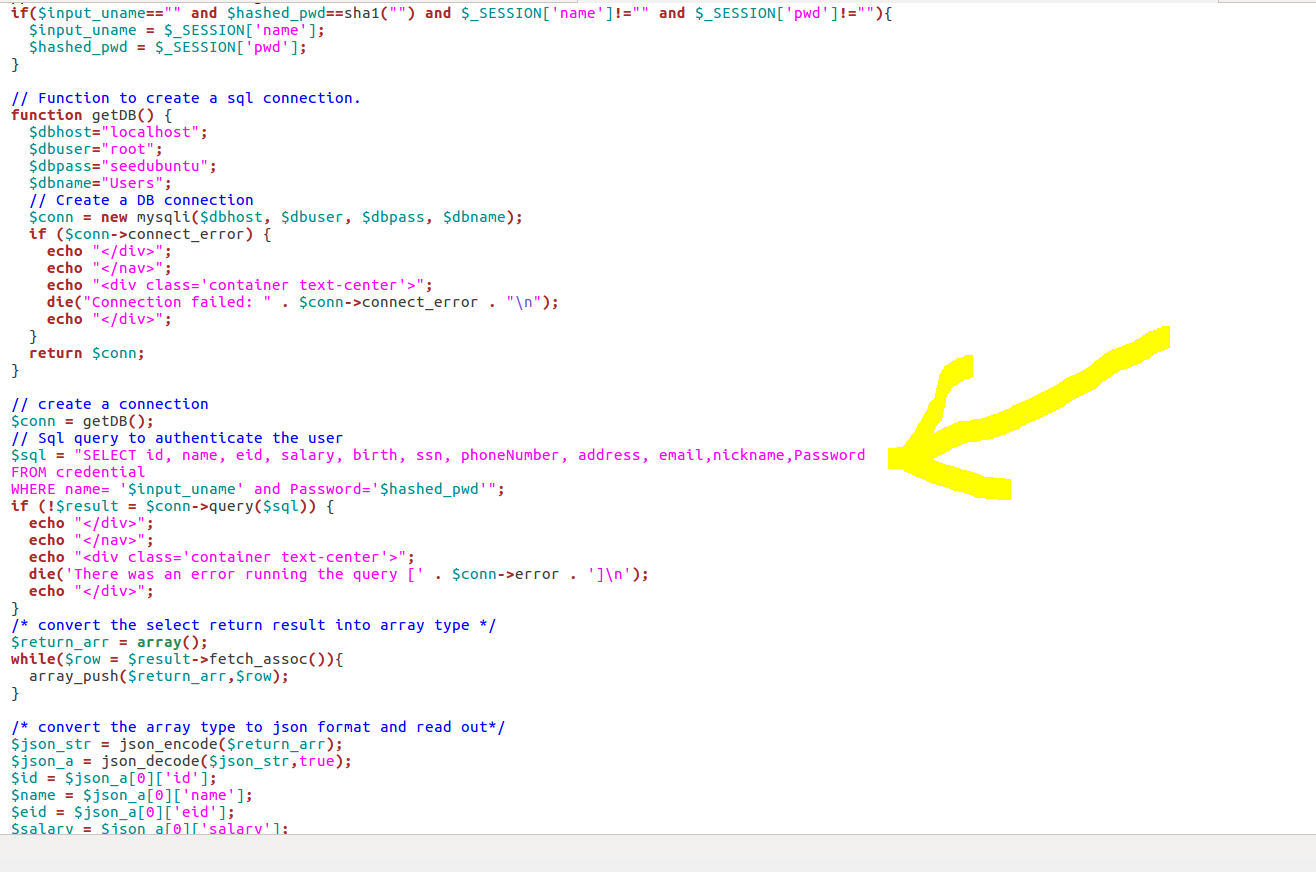 if($input_uname=="" and $hashed_pwd==sha1("") and $_SESSION['name']!="" and $_SESSION['pwd']!=""){
  $input_uname = $_SESSION['name'];
  $hashed_pwd = $_SESSION['pwd'];
}

// Function to create a sql connection.
function getDB() {
  $dbhost="localhost";
  $dbuser="root";
  $dbpass="seedubuntu";
  $dbname="Users";
  // Create a DB connection
  $conn = new mysqli($dbhost, $dbuser, $dbpass, $dbname);
  if ($conn->connect_error) {
    echo "</div>";
    echo "</nav>";
    echo "<div class='container text-center'>";
    die("Connection failed: " . $conn->connect_error . "\n");
    echo "</div>";
  }
  return $conn;
}

// create a connection
$conn = getDB();
// Sql query to authenticate the user
$sql = "SELECT id, name, eid, salary, birth, ssn, phoneNumber, address, email,nickname,Password
FROM credential
WHERE name= '$input_uname' and Password='$hashed_pwd'";
if (!$result = $conn->query($sql)) {
  echo "</div>";
  echo "</nav>";
  echo "<div class='container text-center'>";
  die('There was an error running the query [' . $conn->error . ']\n');
  echo "</div>";
}
/* convert the select return result into array type */
$return_arr = array();
while($row = $result->fetch_assoc()){
  array_push($return_arr,$row);
}

/* convert the array type to json format and read out*/
$json_str = json_encode($return_arr);
$json_a = json_decode($json_str,true);
$id = $json_a[0]['id'];
$name = $json_a[0]['name'];
$eid = $json_a[0]['eid'];
$salary = $json_a[0]['salary'];